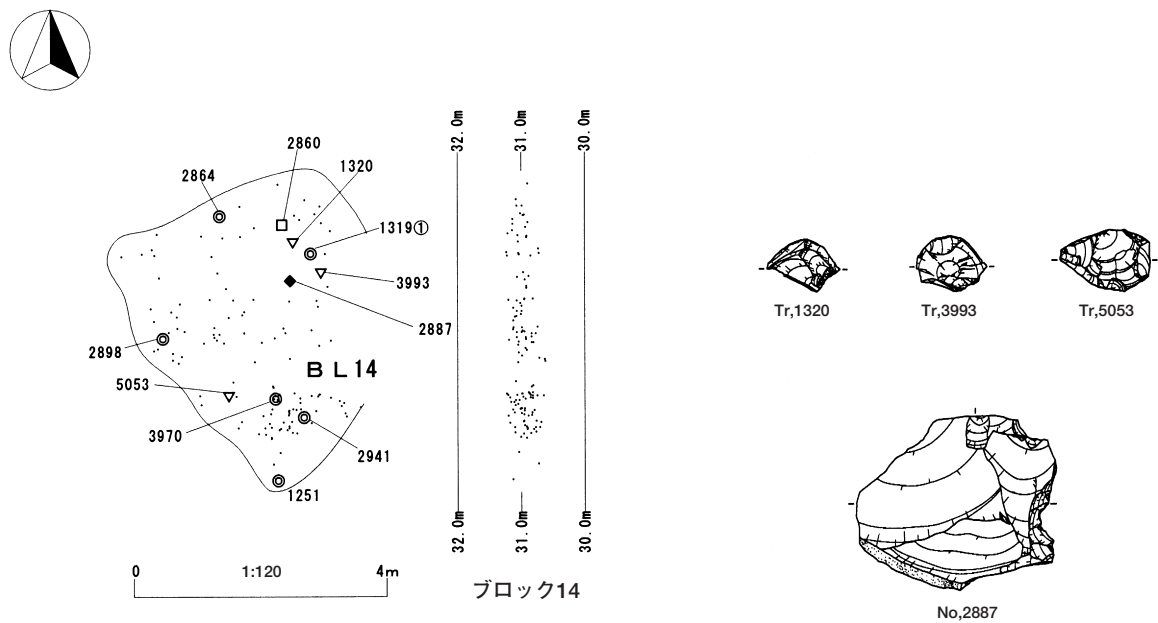 2860
1320
2864
1319①
3993
2887
2898
BL14
5053
3970
2941
1251
32.0m
31.0m
30.0m
32.0m
31.0m
30.0m
0 1:120 4m
ブロック14
Tr,1320
Tr,3993
Tr,5053
No,2887